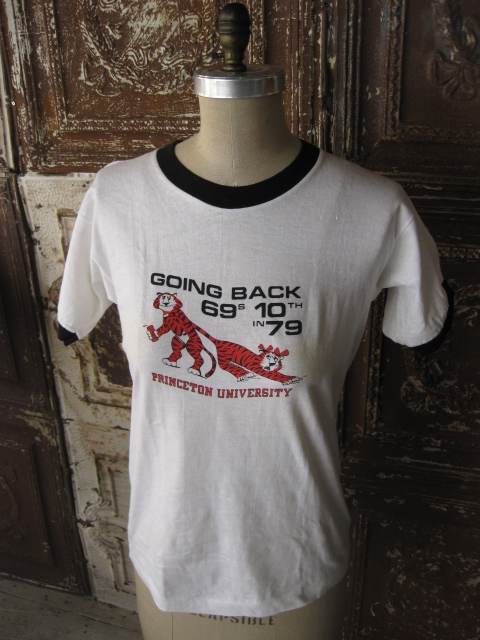 GOING BACK
69s 10TH
IN 79
PRINCETON UNIVERSITY